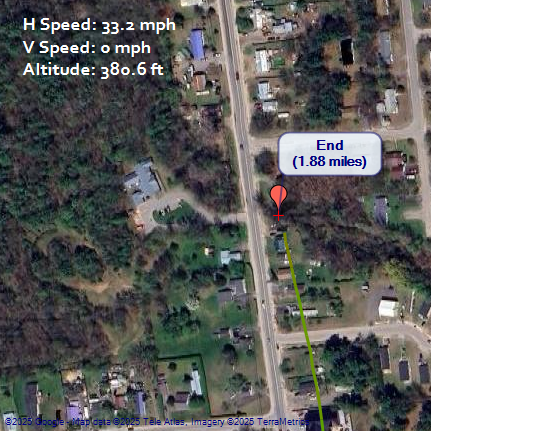 H Speed: 33.2 mph
V Speed: 0 mph
Altitude: 380.6 ft
End
(1.88 miles)
©2025 Google - Map data ©2025 Tele Atlas, Imagery ©2025 TerraMetrics